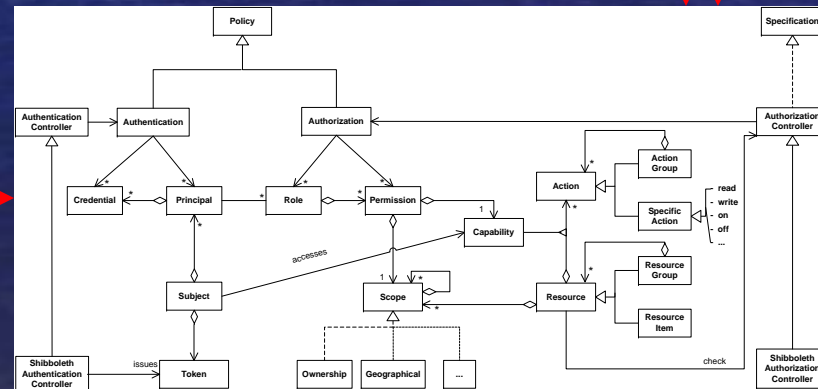 Policy
Specification
Authentication
Controller
Authentication
Authorization
Authorization
Controller
Action
Group
read
- write
- on
- off
- ...
Credential
*
*
*
Principal
*
Role
*
*
*
Permission
Action
*
*
Specific
Action
1
Capability
*
accesses
Resource
Group
*
*
Subject
1
*
Scope
*
Resource
Resource
Item
issues
check
Shibboleth
Authentication
Controller
Token
Ownership
Geographical
...
Shibboleth
Authorization
Controller